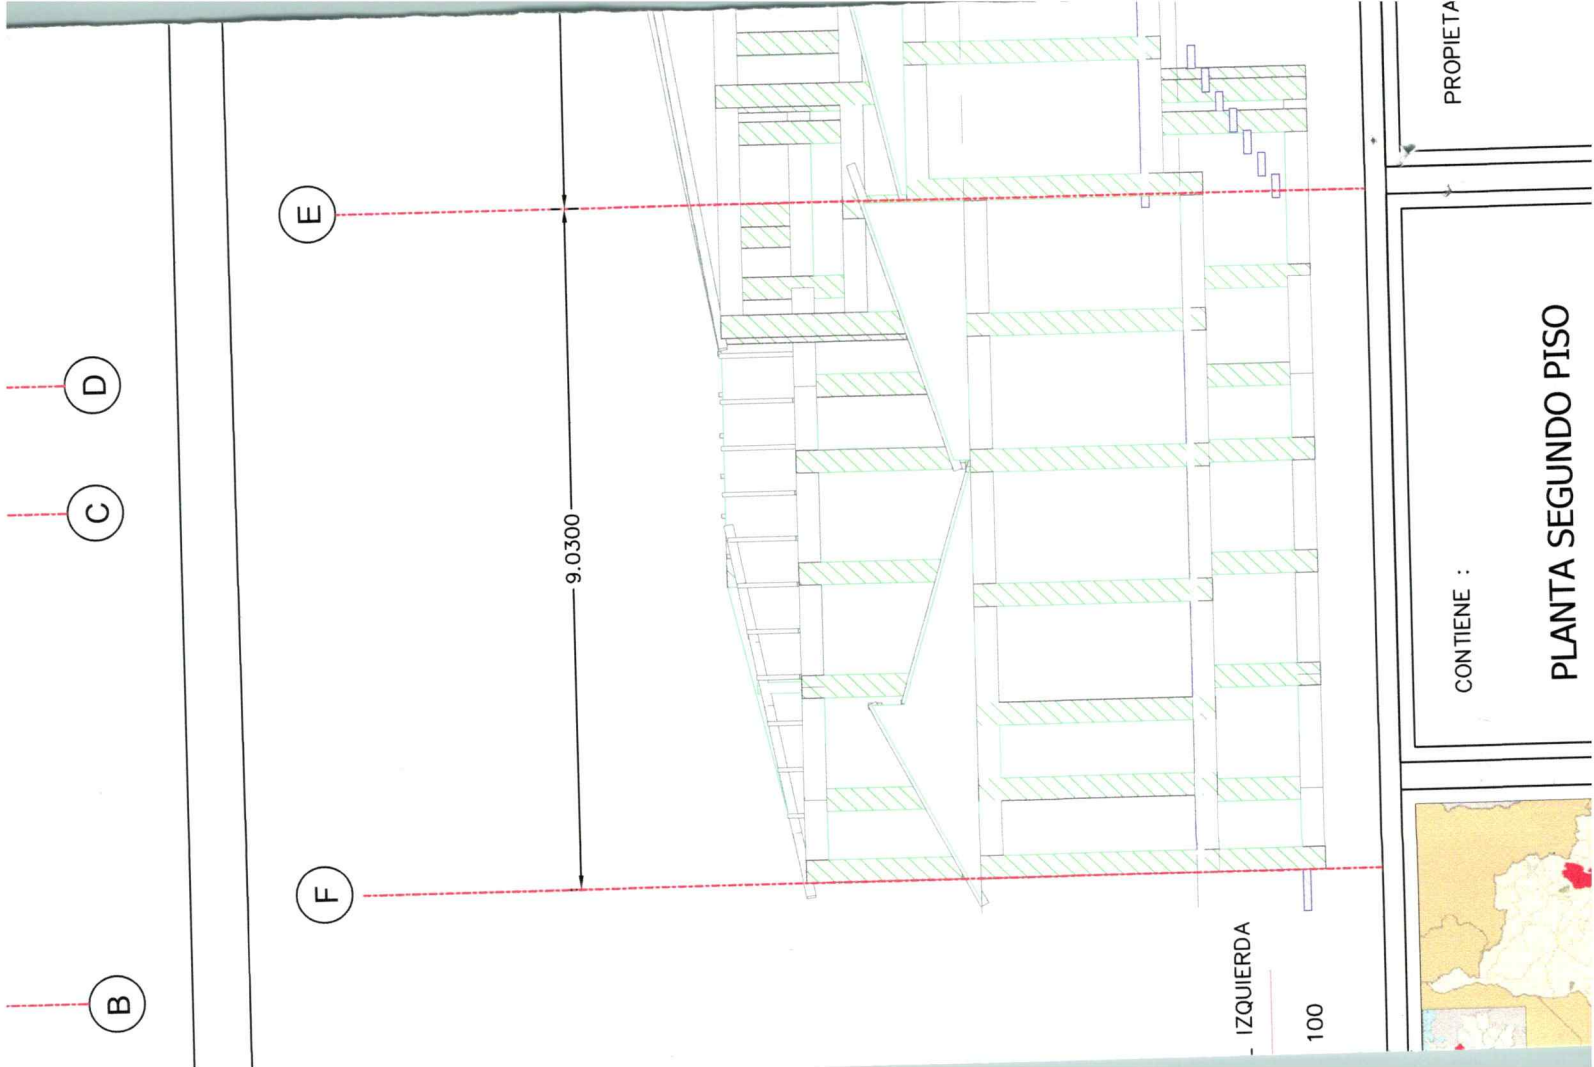 PROPIETA
E
D
C
9.0300
CONTIENE :
PLANTA SEGUNDO PISO
F
B
- IZQUIERDA
100